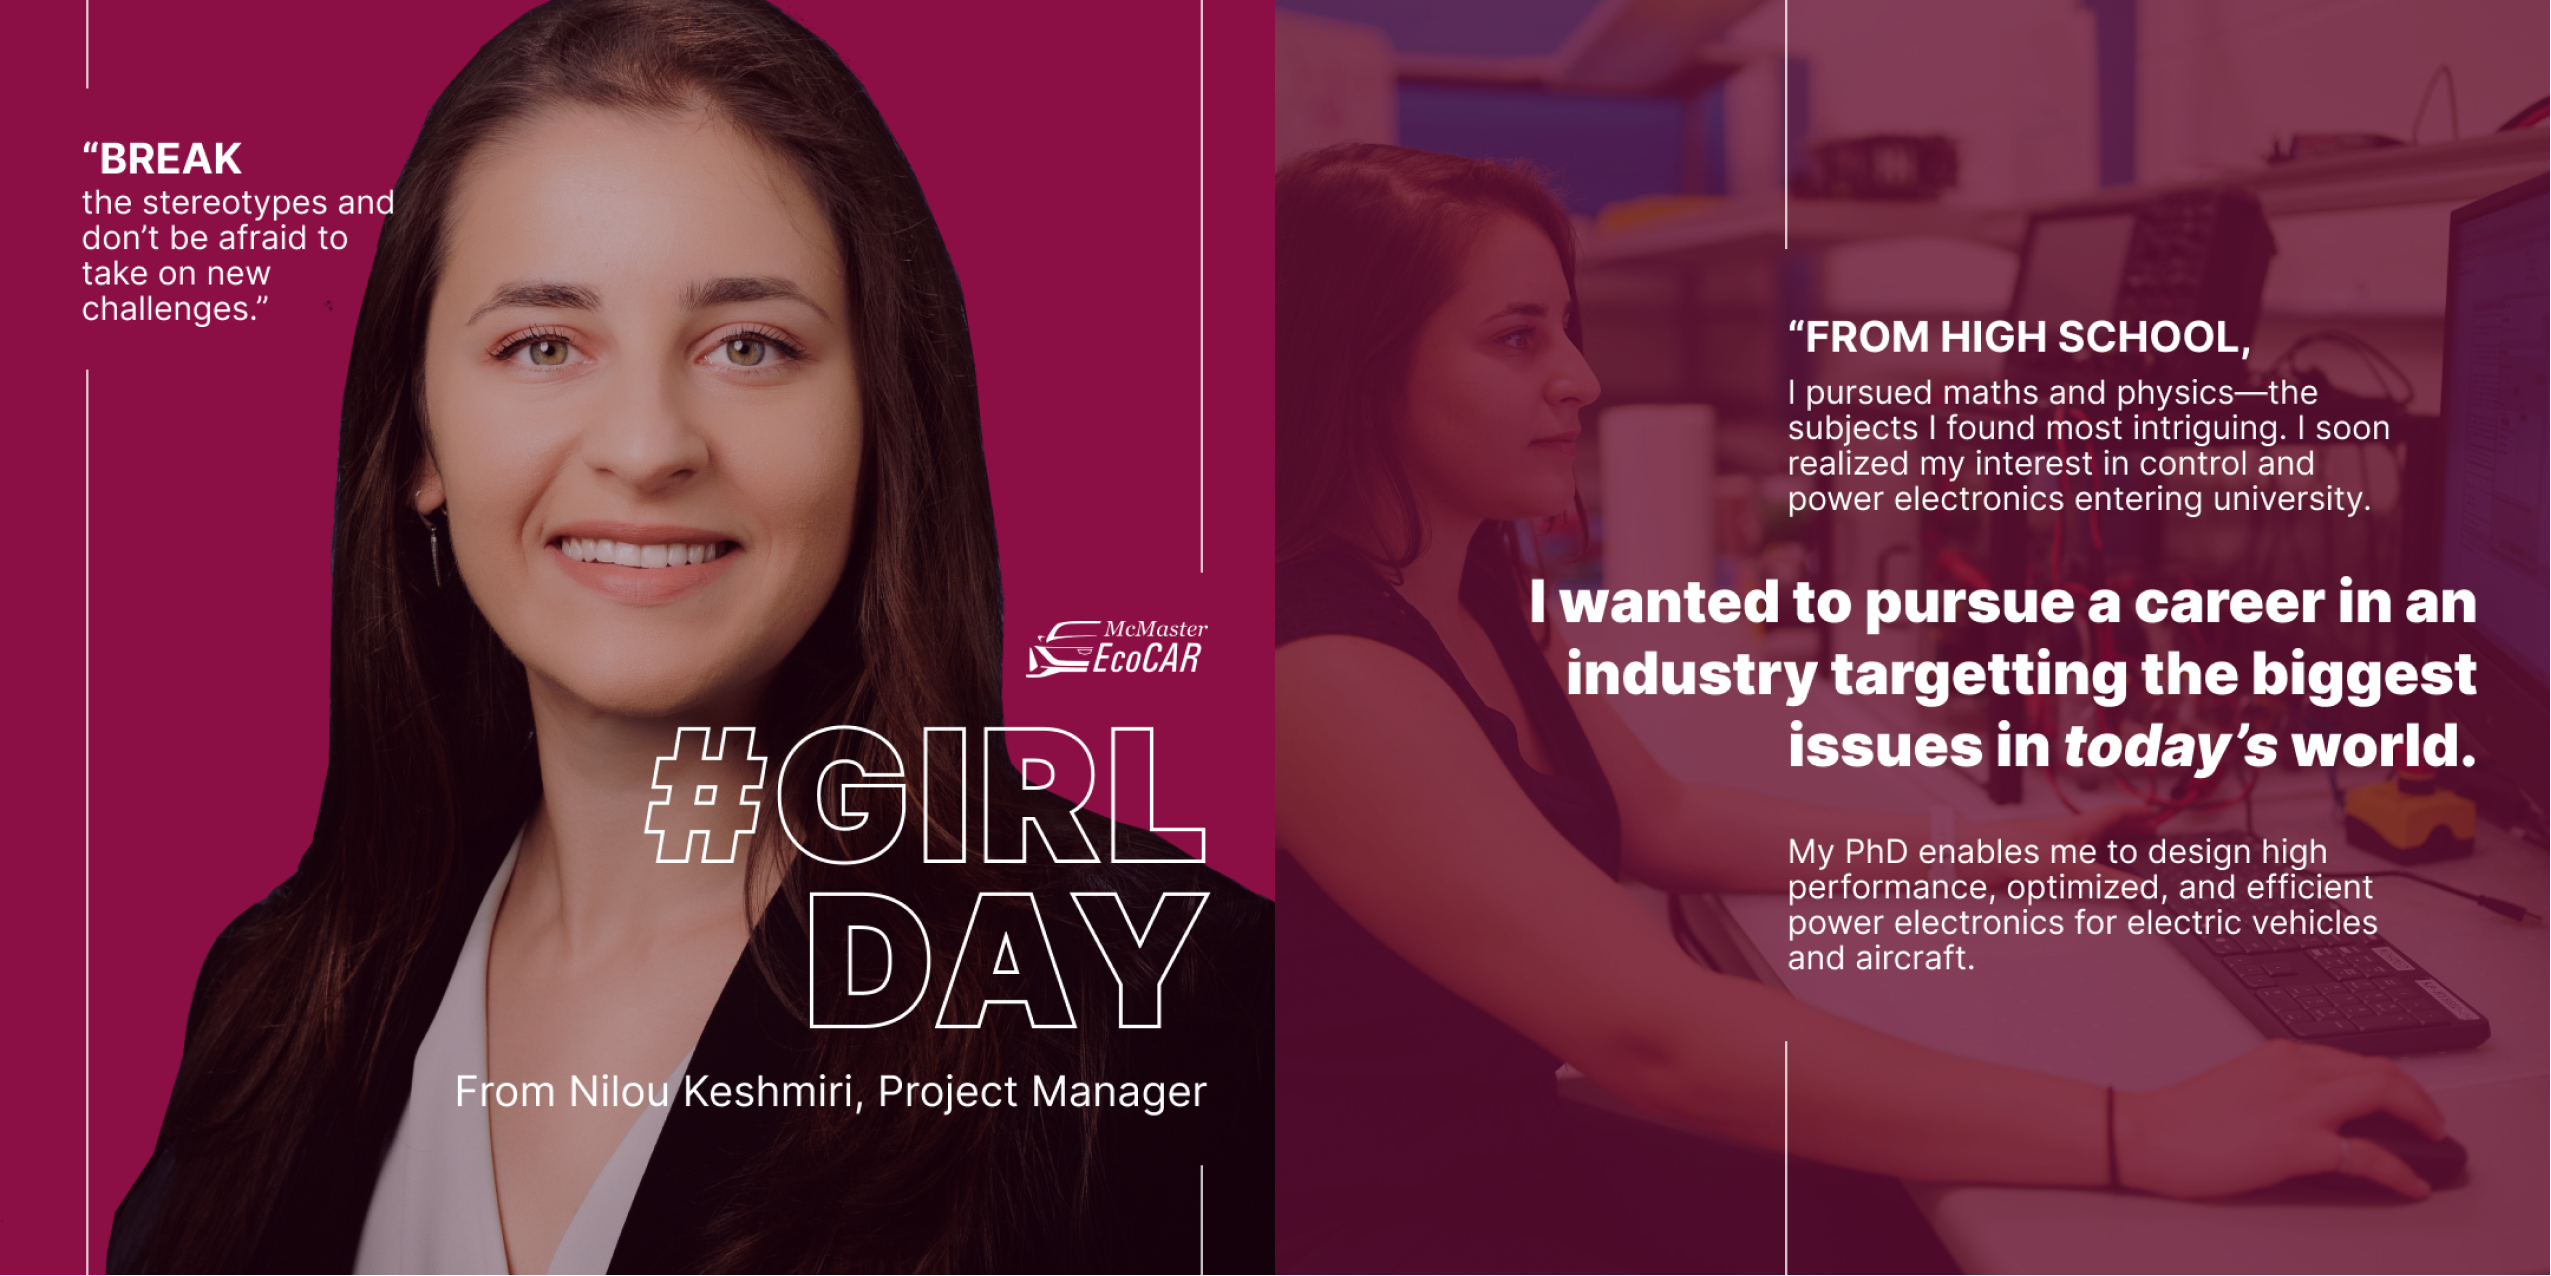 “BREAK
the stereotypes and
don’t be afraid to
take on new
challenges.”
McMaster
EcoCAR
#GIRL
DAY
From Nilou Keshmiri, Project Manager
“FROM HIGH SCHOOL,
I pursued maths and physics—the
subjects I found most intriguing. I soon
realized my interest in control and
power electronics entering university.
I wanted to pursue a career in an
industry targetting the biggest
issues in today’s world.
My PhD enables me to design high
performance, optimized, and efficient
power electronics for electric vehicles
and aircraft.